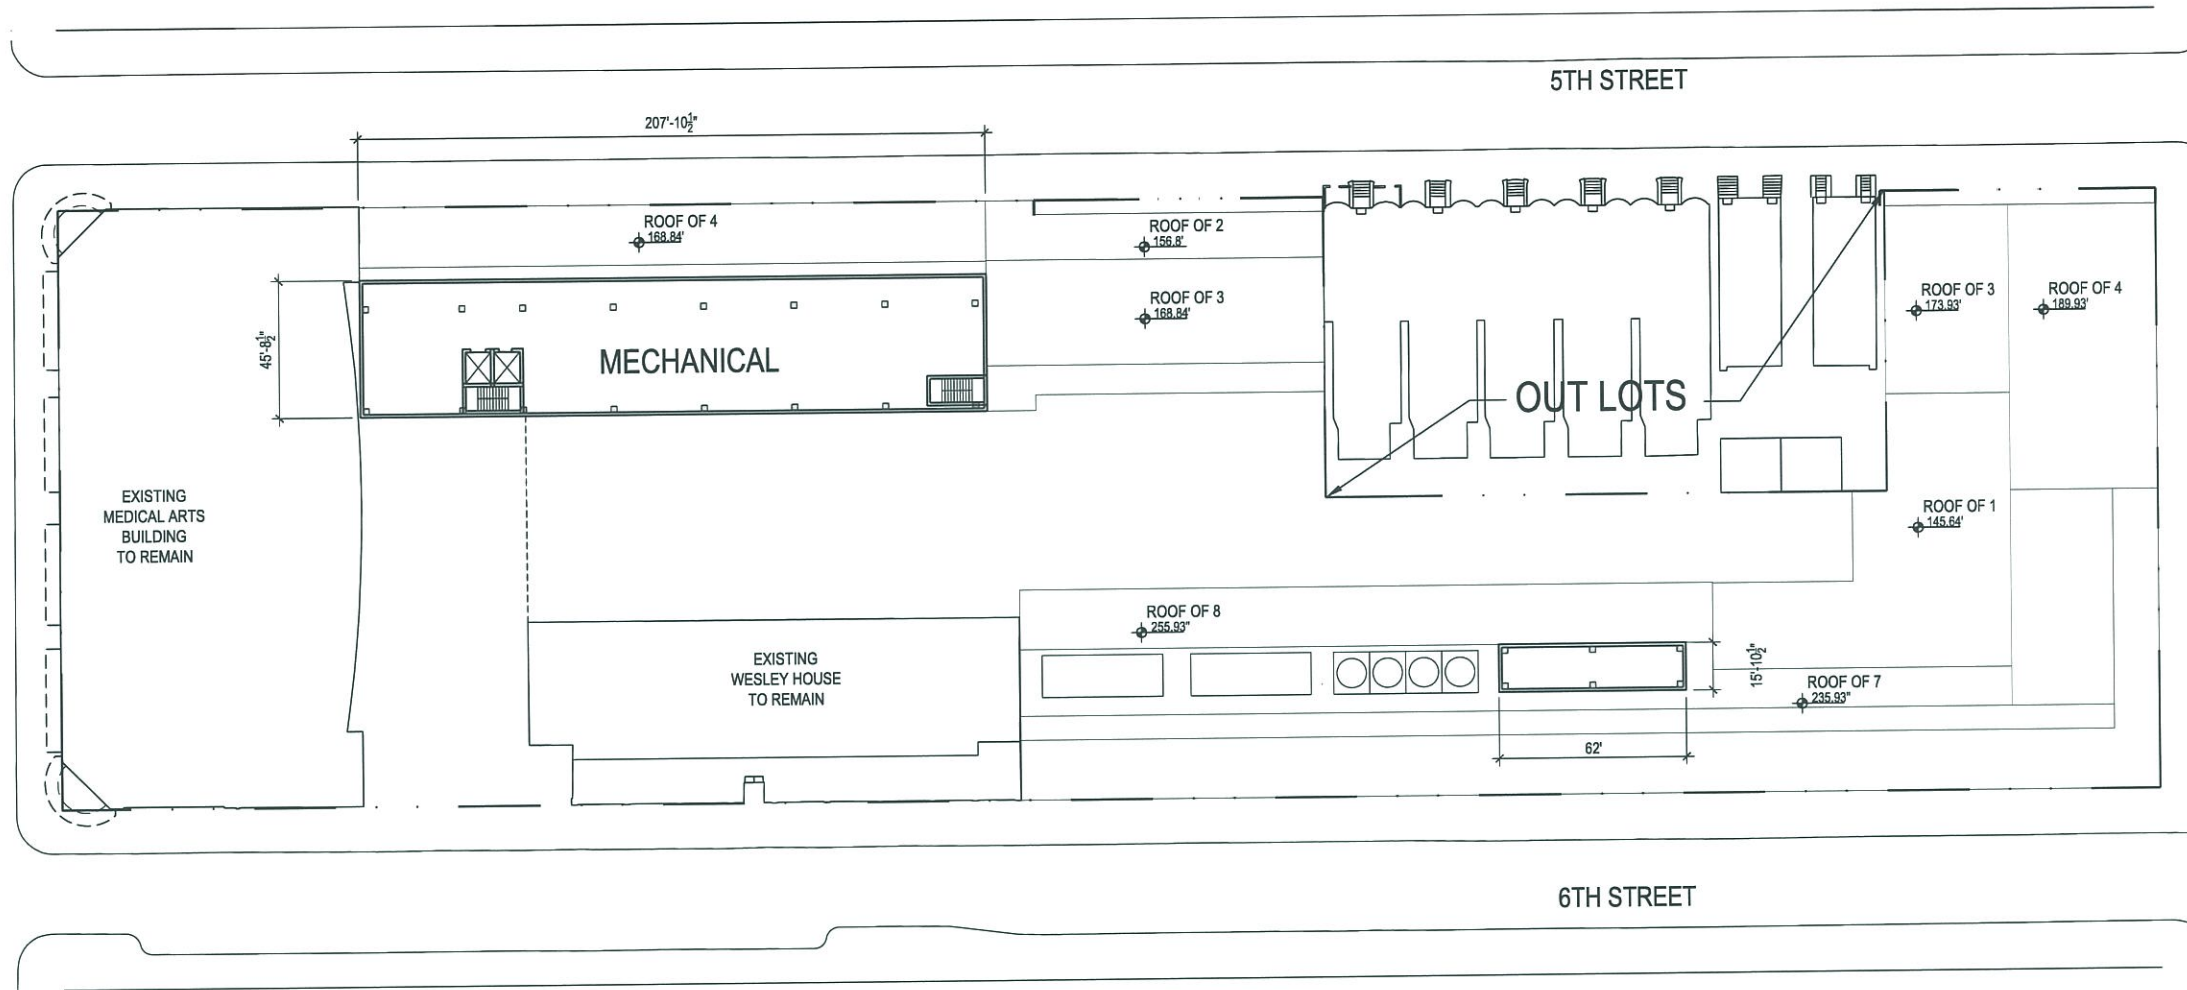 5TH STREET
207'-10½"
ROOF OF 4
168.84'
ROOF OF 2
156.8'
ROOF OF 3
168.84'
ROOF OF 3
173.93'
ROOF OF 4
189.93'
45'-8½"
MECHANICAL
OUT LOTS
EXISTING
MEDICAL ARTS
BUILDING
TO REMAIN
ROOF OF 1
145.64'
ROOF OF 8
255.93"
EXISTING
WESLEY HOUSE
TO REMAIN
15'-10½"
ROOF OF 7
235.93"
62'
6TH STREET